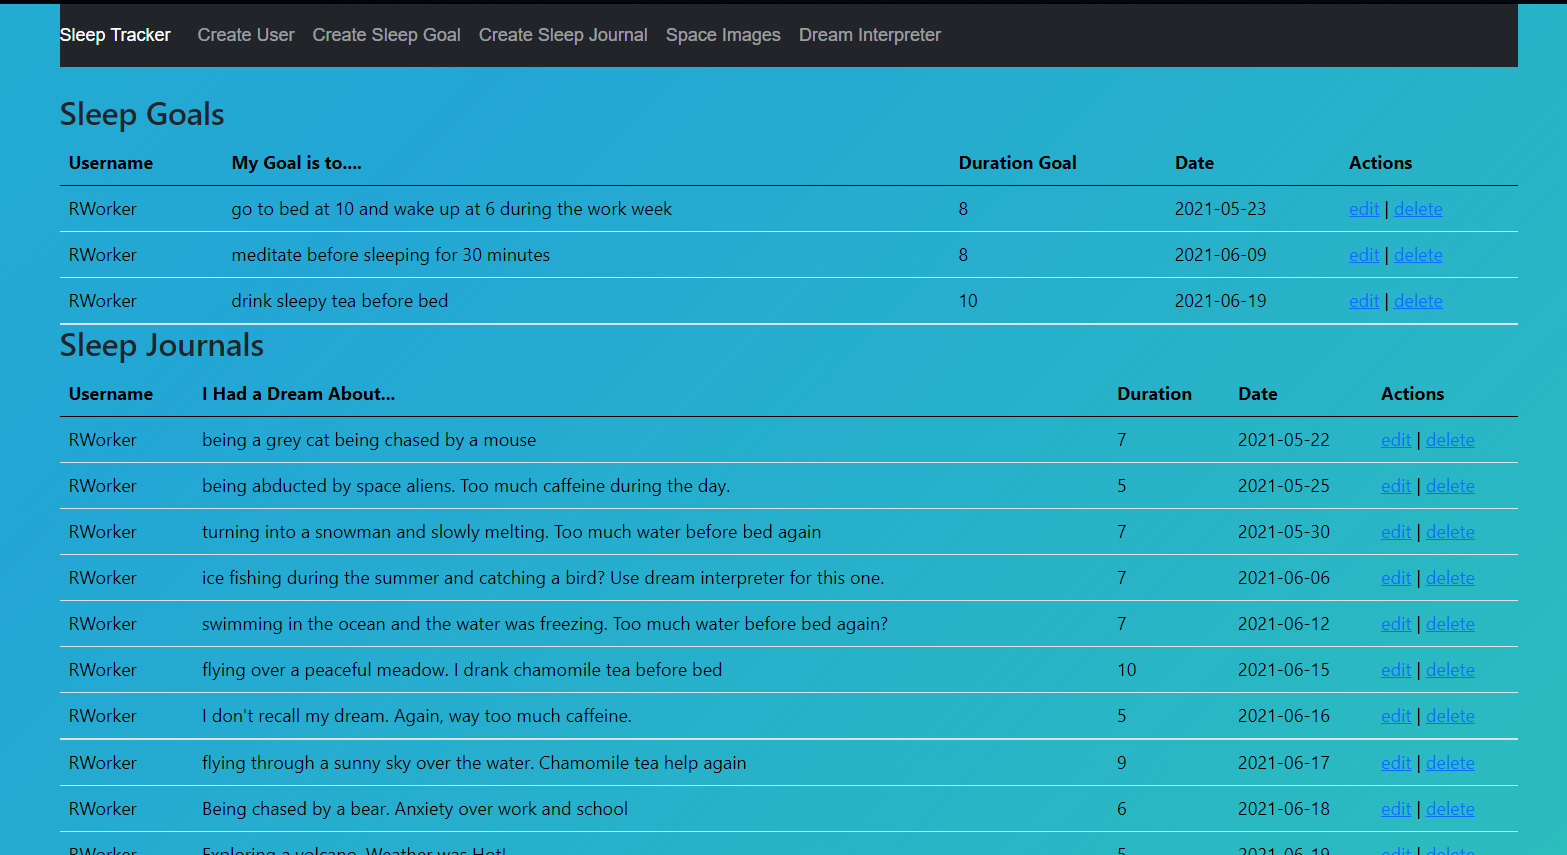 Sleep Tracker Create User Create Sleep Goal Create Sleep Journal Space Images Dream Interpreter
Sleep Goals
Username My Goal is to.... Duration Goal Date Actions
RWorker go to bed at 10 and wake up at 6 during the work week 8 2021-05-23 edit | delete
RWorker meditate before sleeping for 30 minutes 8 2021-06-09 edit | delete
RWorker drink sleepy tea before bed 10 2021-06-19 edit | delete
Sleep Journals
Username I Had a Dream About... Duration Date Actions
RWorker being a grey cat being chased by a mouse 7 2021-05-22 edit | delete
RWorker being abducted by space aliens. Too much caffeine during the day. 5 2021-05-25 edit | delete
RWorker turning into a snowman and slowly melting. Too much water before bed again 7 2021-05-30 edit | delete
RWorker ice fishing during the summer and catching a bird? Use dream interpreter for this one. 7 2021-06-06 edit | delete
RWorker swimming in the ocean and the water was freezing. Too much water before bed again? 7 2021-06-12 edit | delete
RWorker flying over a peaceful meadow. I drank chamomile tea before bed 10 2021-06-15 edit | delete
RWorker I don't recall my dream. Again, way too much caffeine. 5 2021-06-16 edit | delete
RWorker flying through a sunny sky over the water. Chamomile tea help again 9 2021-06-17 edit | delete
RWorker Being chased by a bear. Anxiety over work and school 6 2021-06-18 edit | delete
RWorker Exploring a volcano. Weather was Hot! 5 2021-06-19 edit | delete